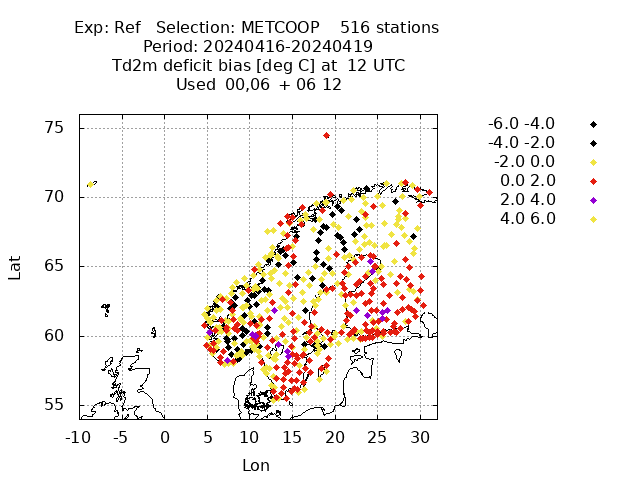 Exp: Ref   Selection: METCOOP    516 stations
Period: 20240416-20240419
Td2m deficit bias [deg C] at  12 UTC
Used  00,06  + 06 12
-6.0 -4.0
-4.0 -2.0
-2.0 0.0
0.0 2.0
2.0 4.0
4.0 6.0
75
70
65
60
55
Lat
-10 -5 0 5 10 15 20 25 30
Lon